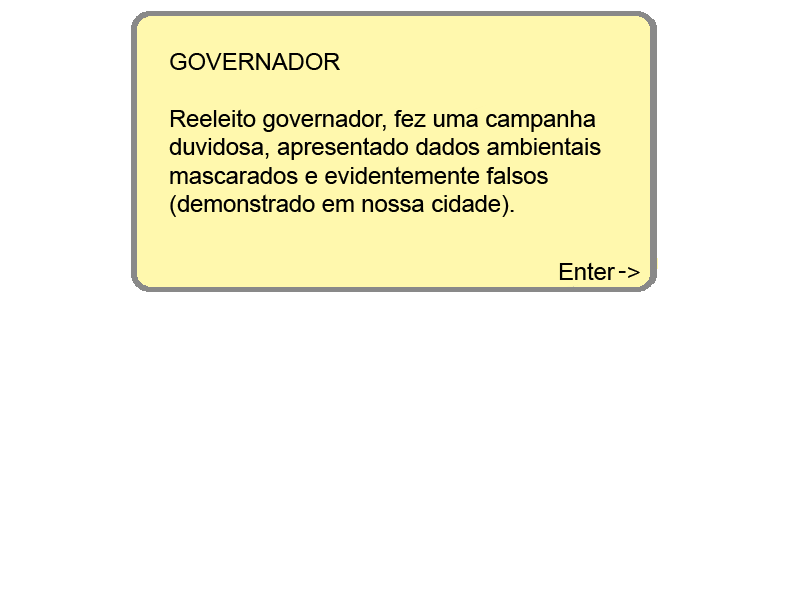 GOVERNADOR
Reeleito governador, fez uma campanha
duvidosa, apresentado dados ambientais
mascarados e evidentemente falsos
(demonstrado em nossa cidade).
Enter->